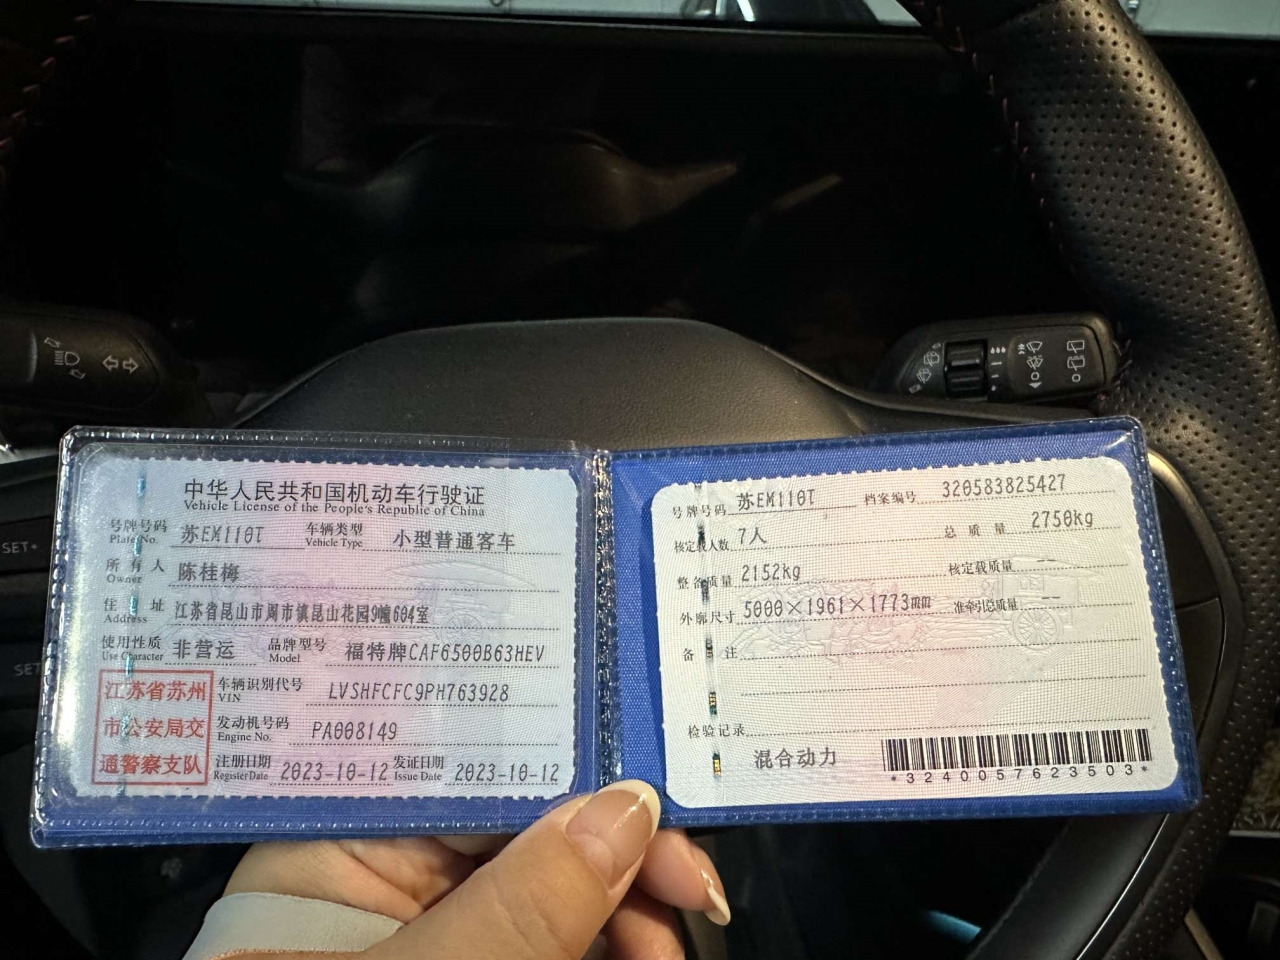 中华人民共和国机动车行驶证
Vehicle License of the People's Republic of China
号牌号码 苏EM110T 车辆类型 小型普通客车
Plate No. Vehicle Type
所有人 陈桂梅
Owner
住址 江苏省昆山市周市镇昆山花园9幢604室
Address
使用性质 非营运 品牌型号 福特牌CAF6500B63HEV
Use Character Model
江苏省苏州
市公安局交
通警察支队
车辆识别代号 LVSHFCFC9PH763928
VIN
发动机号码 PA008149
Engine No.
注册日期 2023-10-12 发证日期 2023-10-12
Register Date Issue Date
号牌号码 苏EM110T 档案编号 320583825427
核定载人数 7人 总质量 2750kg
整备质量 2152kg 核定载质量 --
外廓尺寸 5000×1961×1773mm 准牵引总质量 --
备注
检验记录
混合动力
*3240057623503*
SET+
SET